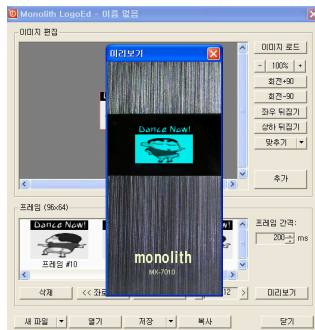 Monolith LogoEd - 이름 없음
이미지 편집
이미지 로드
- 100% +
회전+90
회전-90
좌우 뒤집기
상하 뒤집기
맞추기
추가
미리보기
Dance Now!
monolith
MX-7010
프레임 (96x64)
Dance Now!
프레임 #10
프레임 간격:
200 ms
삭제
<<
12 >
미리보기
새 파일
열기
저장
복사
닫기